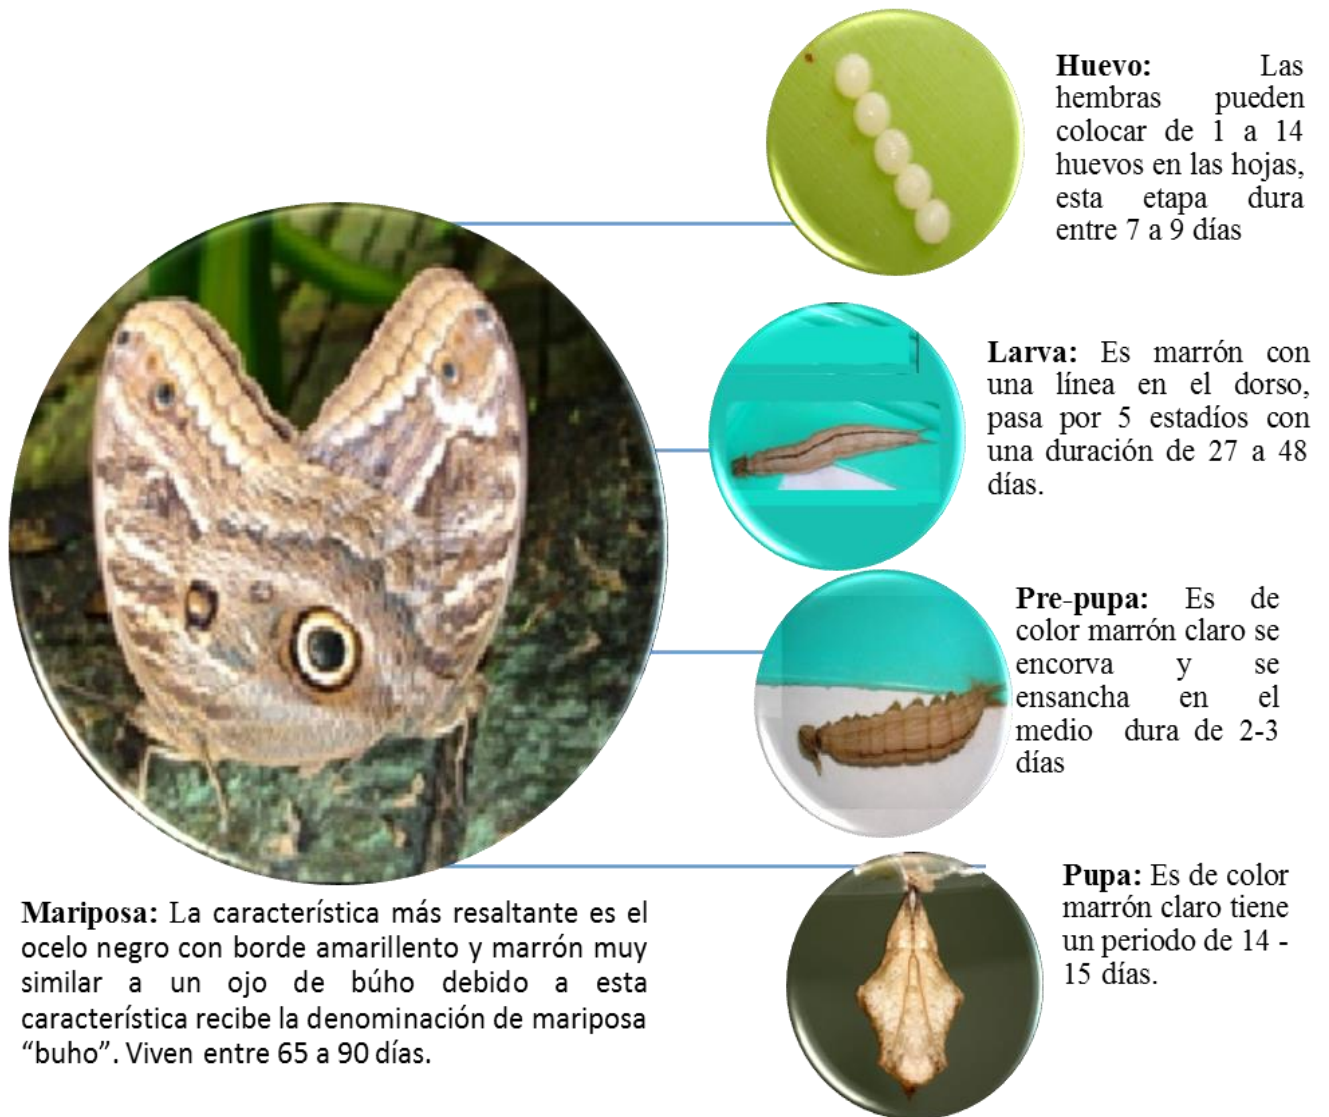 Huevo: Las
hembras pueden
colocar de 1 a 14
huevos en las hojas,
esta etapa dura
entre 7 a 9 días
Larva: Es marrón con
una línea en el dorso,
pasa por 5 estadíos con
una duración de 27 a 48
días.
Pre-pupa: Es de
color marrón claro se
encorva y se
ensancha en el
medio dura de 2-3
días
Pupa: Es de color
marrón claro tiene
un periodo de 14 -
15 días.
Mariposa: La característica más resaltante es el
ocelo negro con borde amarillento y marrón muy
similar a un ojo de búho debido a esta
característica recibe la denominación de mariposa
“buho”. Viven entre 65 a 90 días.